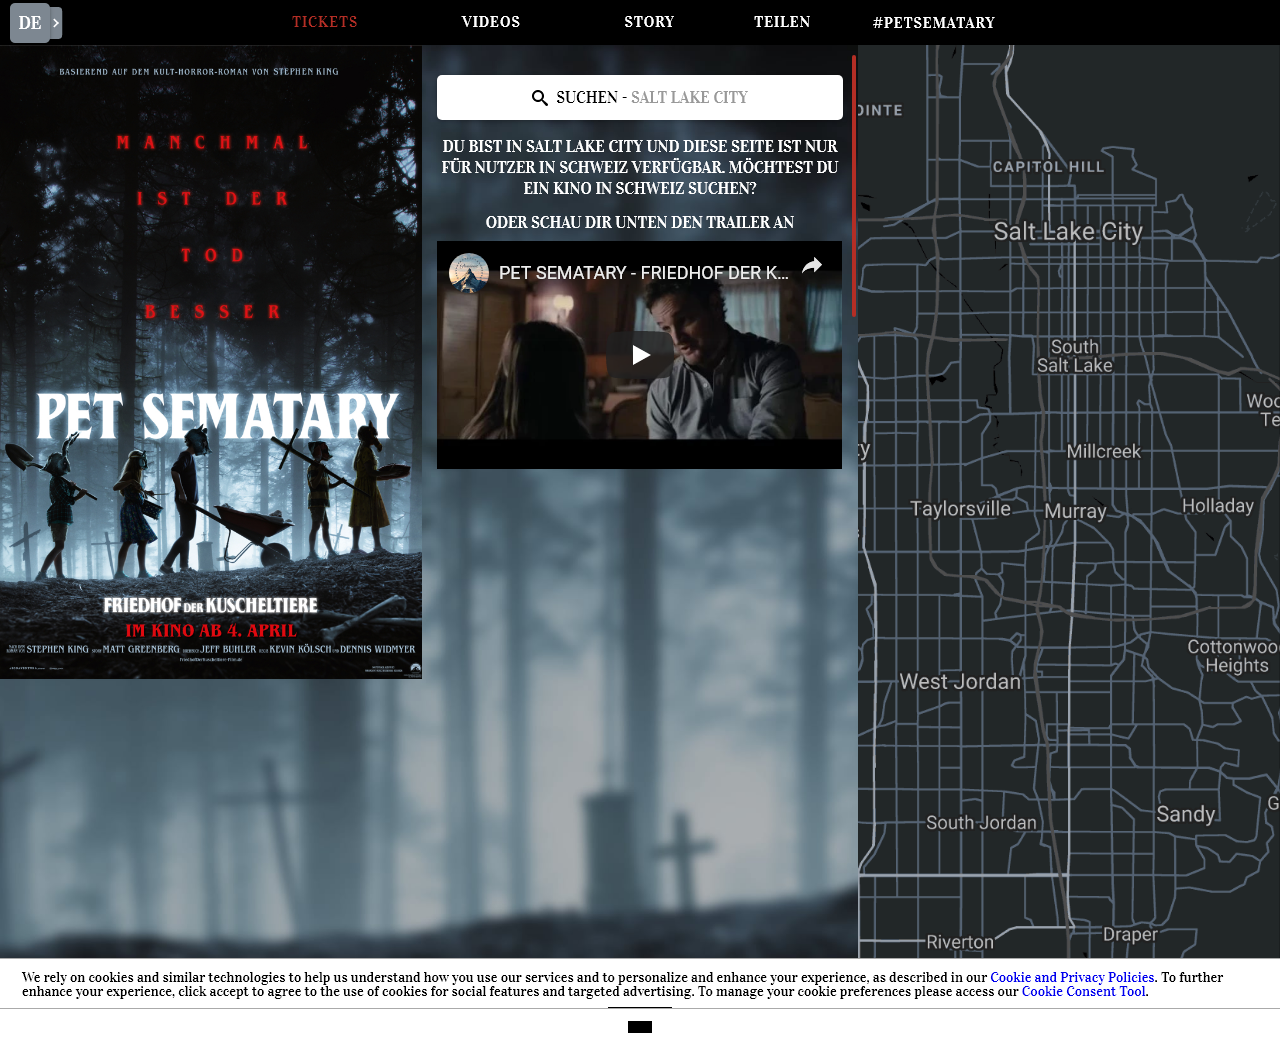 DE
TICKETS
VIDEOS
STORY
TEILEN
#PETSEMATARY
BASIEREND AUF DEM KULT-HORROR-ROMAN VON STEPHEN KING
MANCHMAL
IST DER
TOD
BESSER
PET SEMATARY
FRIEDHOF DER KUSCHELTIERE
IM KINO AB 4. APRIL
STEPHEN KING MATT GREENBERG JEFF BUHLER KEVIN KÖLSCH UND DENNIS WIDMYER
SUCHEN - SALT LAKE CITY
DU BIST IN SALT LAKE CITY UND DIESE SEITE IST NUR
FÜR NUTZER IN SCHWEIZ VERFÜGBAR. MÖCHTEST DU
EIN KINO IN SCHWEIZ SUCHEN?
ODER SCHAU DIR UNTEN DEN TRAILER AN
PET SEMATARY - FRIEDHOF DER K...
OINTE
CAPITOL HILL
Salt Lake City
South
Salt Lake
Woo
Te
Millcreek
ty
Taylorsville
Murray
Holladay
Cottonwood
Heights
West Jordan
South Jordan
Sandy
G
Riverton
Draper
We rely on cookies and similar technologies to help us understand how you use our services and to personalize and enhance your experience, as described in our Cookie and Privacy Policies. To further
enhance your experience, click accept to agree to the use of cookies for social features and targeted advertising. To manage your cookie preferences please access our Cookie Consent Tool.